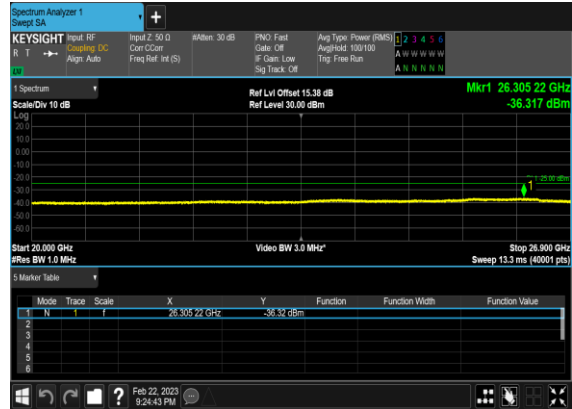 Spectrum Analyzer 1
Swept SA
+
KEYSIGHT Input: RF Input Z: 50 Ω #Atten: 30 dB PNO: Fast Avg Type: Power (RMS) 1 2 3 4 5 6
R T Coupling: DC Corr CCorr Gate: Off Avg|Hold: 100/100 A W W W W W
Align: Auto Freq Ref: Int (S) IF Gain: Low Trig: Free Run
Sig Track: Off A N N N N N
1 Spectrum Ref Lvl Offset 15.38 dB Mkr1 26.305 22 GHz
Scale/Div 10 dB Ref Level 30.00 dBm -36.317 dBm
Log
20.0
10.0
0.00
-10.0
-20.0
1 -25.00 dBm
-30.0
1
-40.0
-50.0
-60.0
Start 20.000 GHz Video BW 3.0 MHz* Stop 26.900 GHz
#Res BW 1.0 MHz Sweep 13.3 ms (40001 pts)
5 Marker Table
Mode Trace Scale X Y Function Function Width Function Value
1 N 1 f 26.305 22 GHz -36.32 dBm
2
3
4
5
6
? Feb 22, 2023
9:24:43 PM